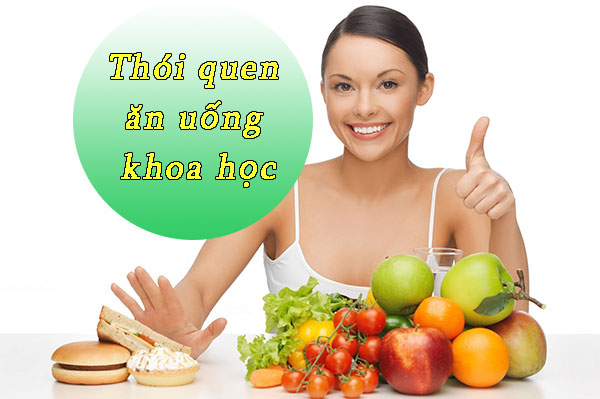 Thói quen
ăn uống
khoa học